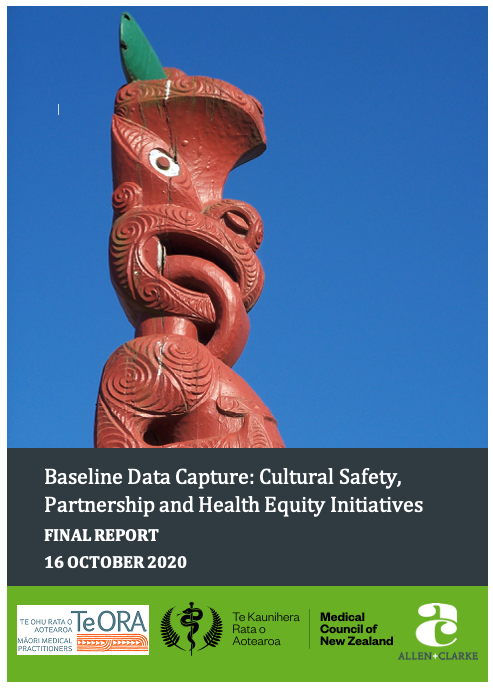 Baseline Data Capture: Cultural Safety,
Partnership and Health Equity Initiatives
FINAL REPORT
16 OCTOBER 2020
TE OHU RATA O
AOTEAROA
MĀORI MEDICAL
PRACTITIONERS
TeORA
Te Kaunihera
Rata o
Aotearoa
Medical
Council of
New Zealand
a
ALLEN+CLARKE